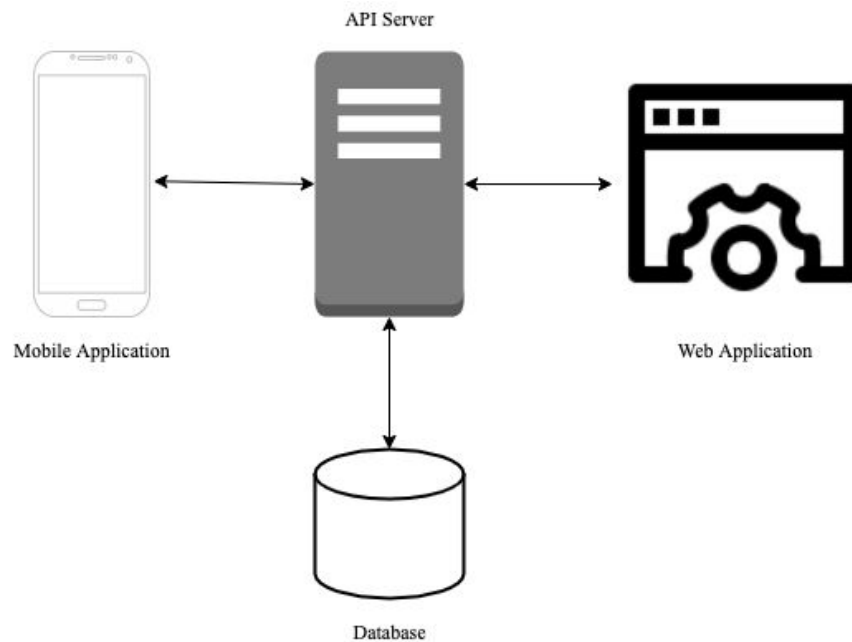 API Server
Mobile Application
Web Application
Database